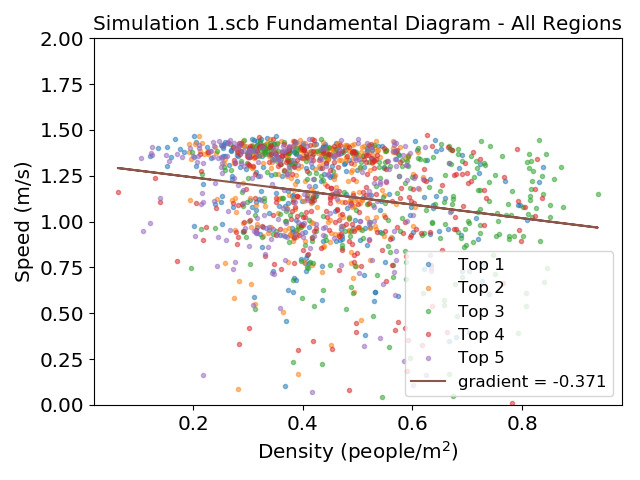 Simulation 1.scb Fundamental Diagram - All Regions
2.00
1.75
1.50
1.25
1.00
0.75
0.50
0.25
0.00
Speed (m/s)
Top 1
Top 2
Top 3
Top 4
Top 5
gradient = -0.371
0.2 0.4 0.6 0.8
Density (people/m²)